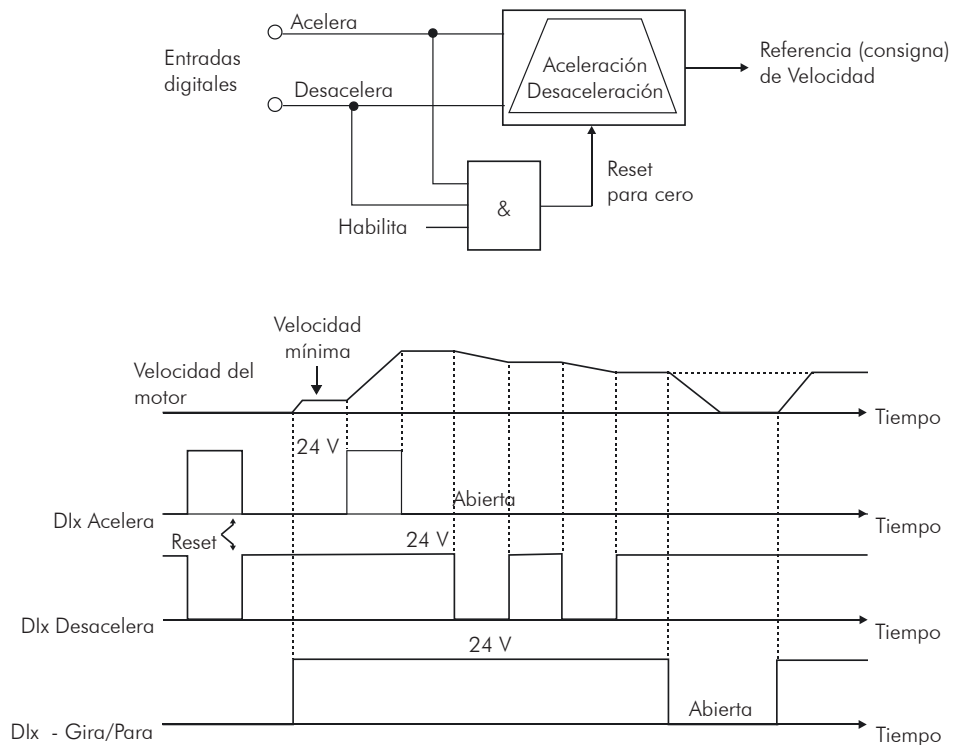 Acelera
Entradas
digitales
Desacelera
Aceleración
Desaceleración
Referencia (consigna)
de Velocidad
Reset
para cero
&
Habilita
Velocidad
mínima
Velocidad del
motor
Tiempo
24 V
Abierta
DIx Acelera
Tiempo
Reset
24 V
DIx Desacelera
Tiempo
24 V
Abierta
DIx - Gira/Para
Tiempo